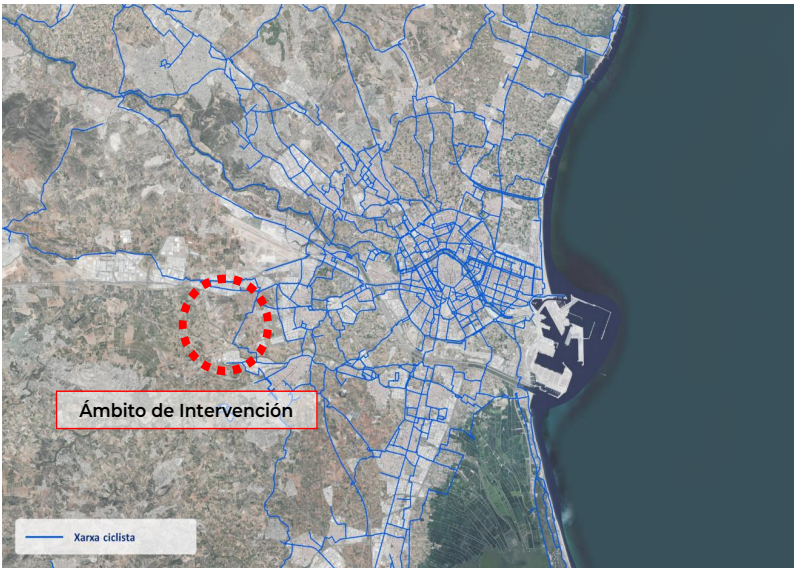 Ámbito de Intervención
Xarxa ciclista